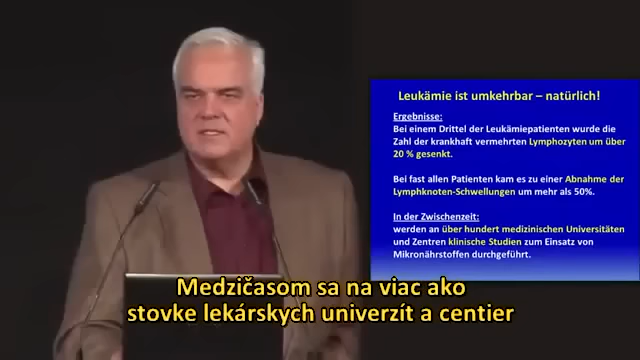 Leukämie ist umkehrbar – natürlich!
Ergebnisse:
Bei einem Drittel der Leukämiepatienten wurde die
Zahl der krankhaft vermehrten Lymphozyten um über
20 % gesenkt.
Bei fast allen Patienten kam es zu einer Abnahme der
Lymphknoten-Schwellungen um mehr als 50%.
In der Zwischenzeit:
werden an über hundert medizinischen Universitäten
und Zentren klinische Studien zum Einsatz von
Mikronährstoffen durchgeführt.
Medzičasom sa na viac ako
stovke lekárskych univerzít a centier